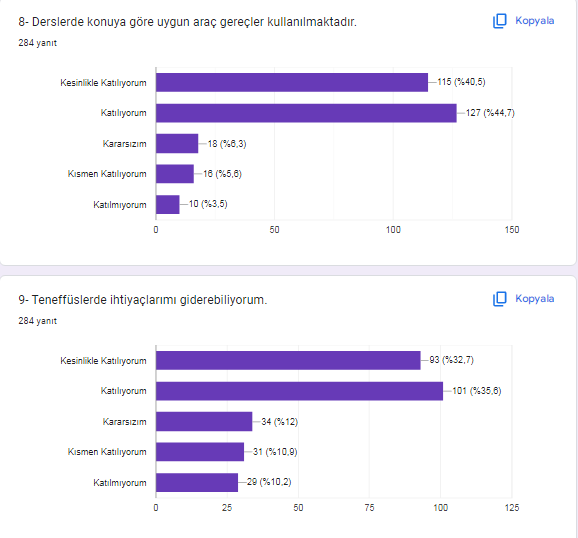 8- Derslerde konuya göre uygun araç gereçler kullanılmaktadır.
Kopyala
284 yanıt
Kesinlikle Katılıyorum
115 (%40,5)
Katılıyorum
127 (%44,7)
Kararsızım
18 (%6,3)
Kısmen Katılıyorum
16 (%5,6)
Katılmıyorum
10 (%3,5)
0 50 100 150
9- Teneffüslerde ihtiyaçlarımı giderebiliyorum.
Kopyala
284 yanıt
Kesinlikle Katılıyorum
93 (%32,7)
Katılıyorum
101 (%35,6)
Kararsızım
34 (%12)
Kısmen Katılıyorum
31 (%10,9)
Katılmıyorum
29 (%10,2)
0 25 50 75 100 125